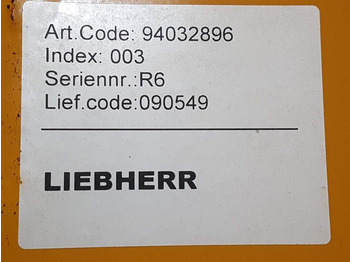 Art.Code: 94032896
Index: 003
Seriennr.:R6
Lief.code:090549
LIEBHERR